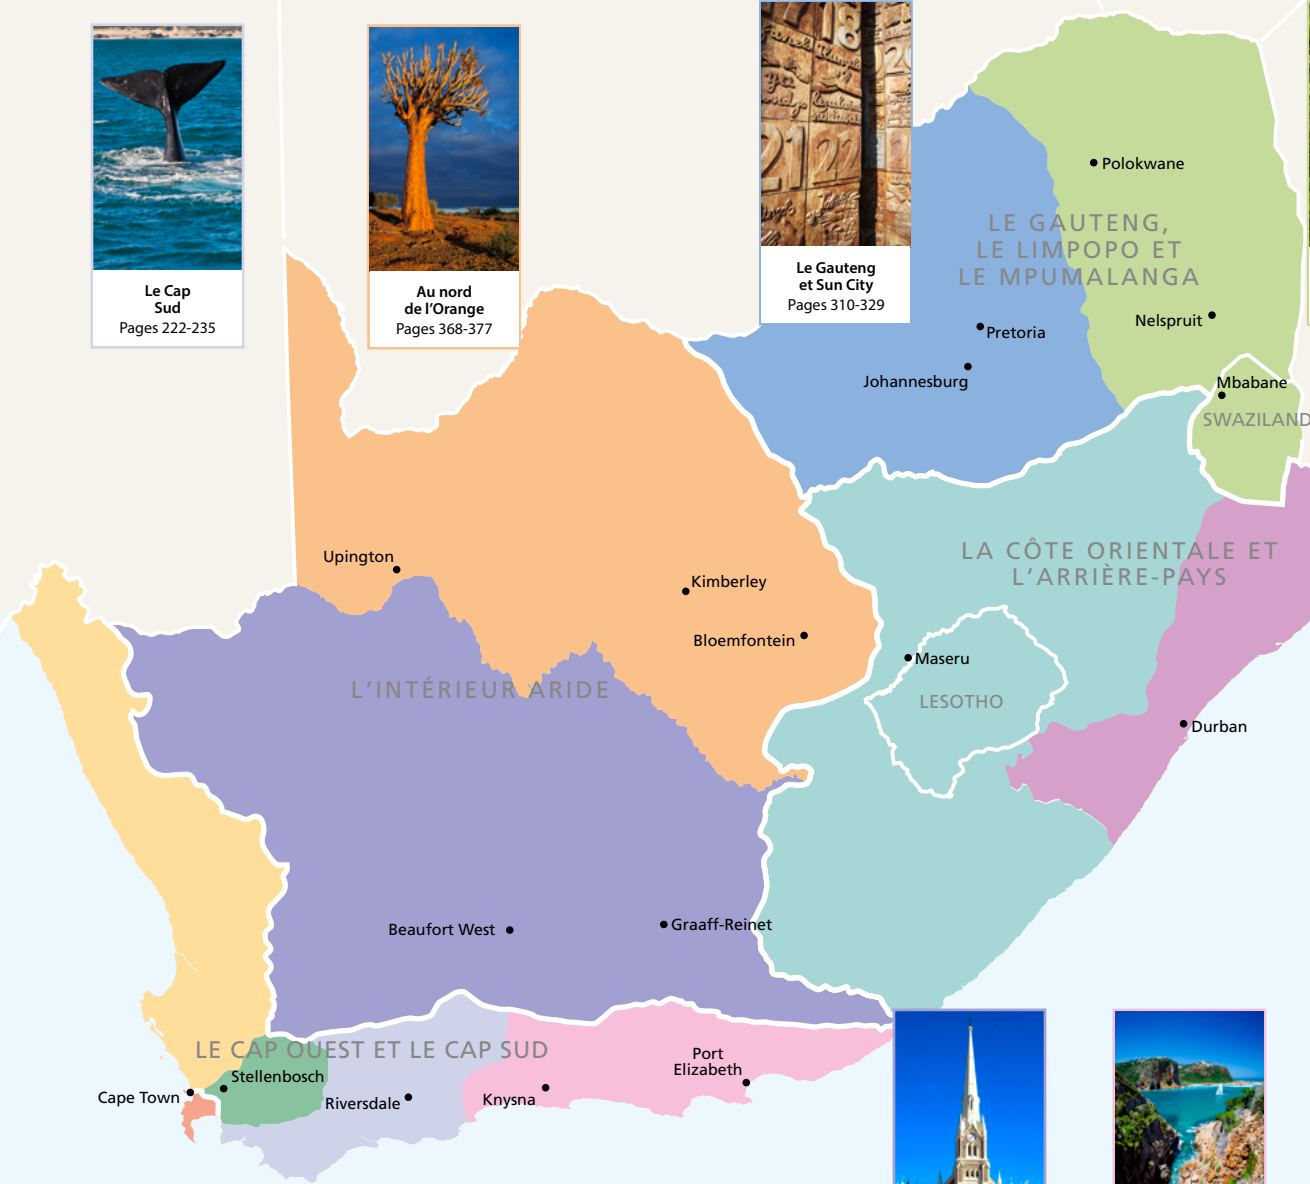 Le Cap
Sud
Pages 222-235
Au nord
de l'Orange
Pages 368-377
18
21
22
Le Gauteng
et Sun City
Pages 310-329
Polokwane
LE GAUTENG,
LE LIMPOPO ET
LE MPUMALANGA
Nelspruit
Pretoria
Johannesburg
Mbabane
SWAZILAND
LA CÔTE ORIENTALE ET
L'ARRIÈRE-PAYS
Upington
Kimberley
Bloemfontein
Maseru
LESOTHO
L'INTÉRIEUR ARIDE
Durban
Beaufort West
Graaff-Reinet
LE CAP OUEST ET LE CAP SUD
Port
Elizabeth
Stellenbosch
Cape Town
Riversdale
Knysna